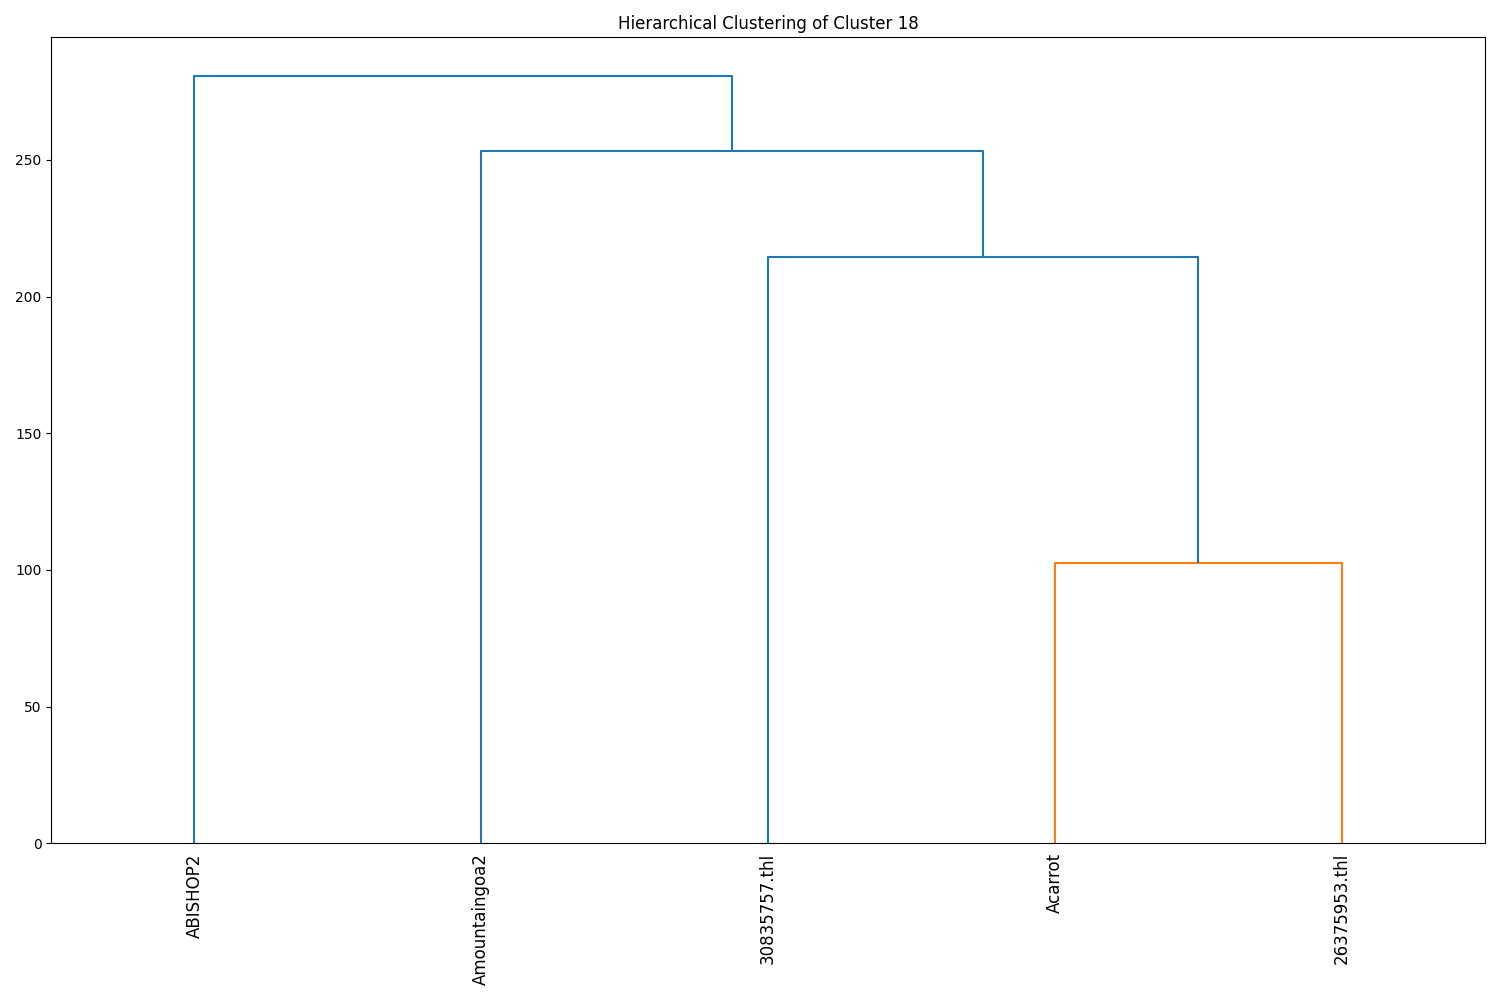 Hierarchical Clustering of Cluster 18
250
200
150
100
50
0
ABISHOP2
Amountaingoa2
30835757.thl
Acarrot
26375953.thl